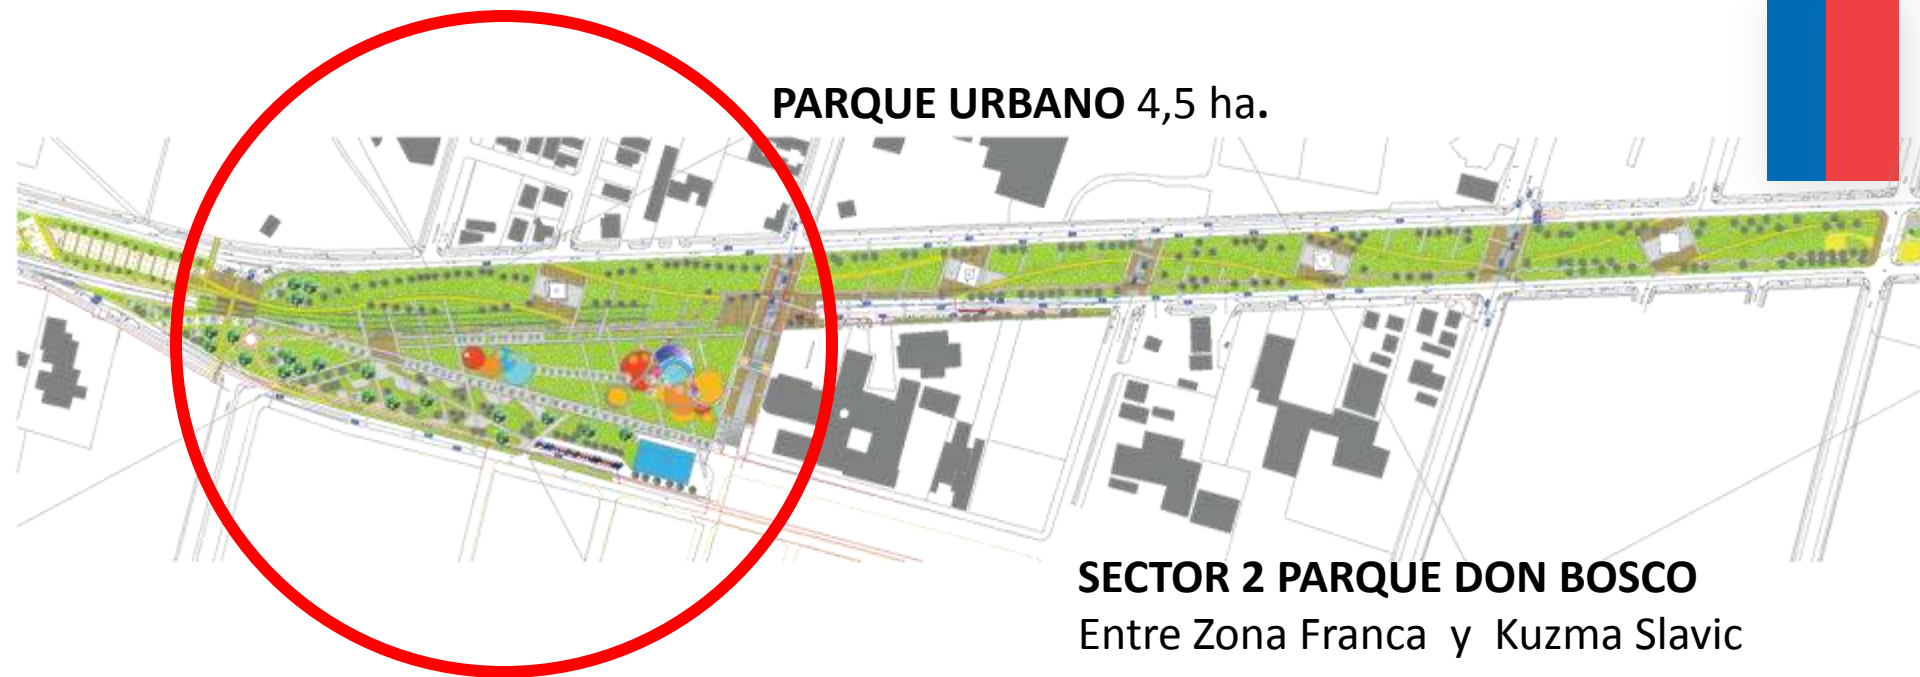 PARQUE URBANO 4,5 ha.
SECTOR 2 PARQUE DON BOSCO
Entre Zona Franca y Kuzma Slavic